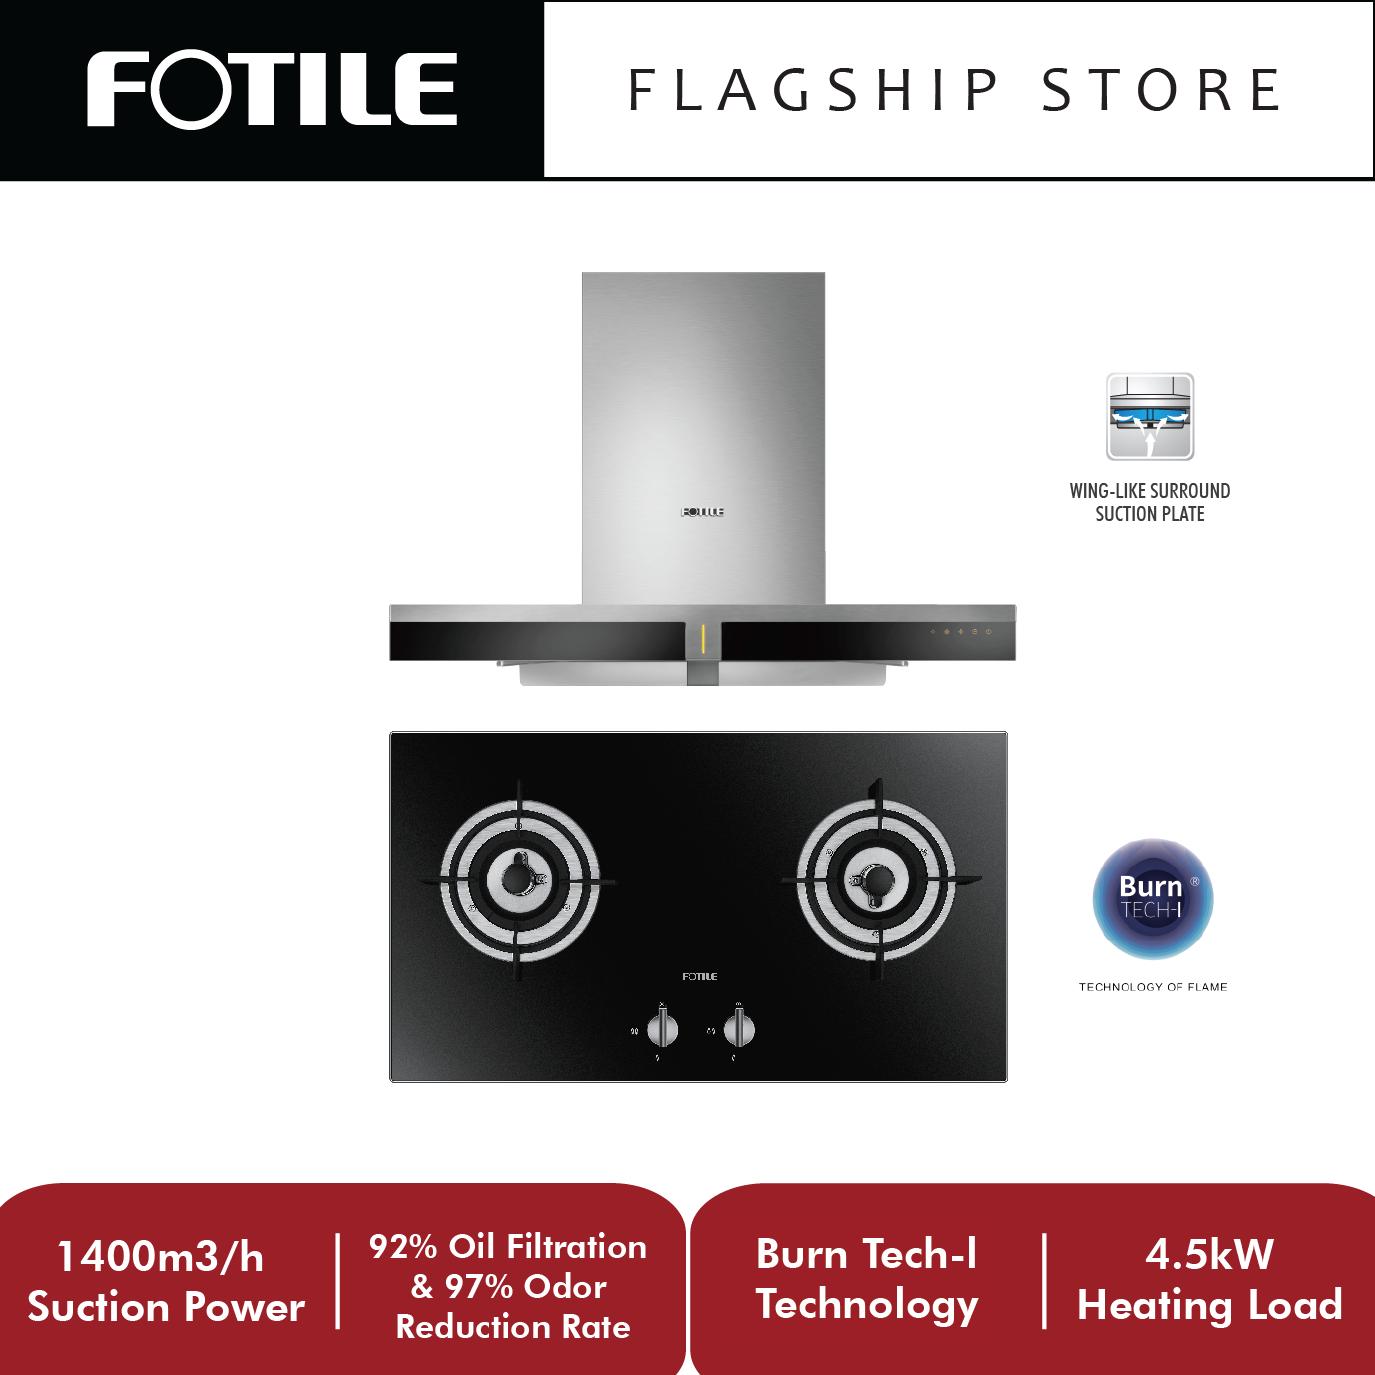 FOTILE
FLAGSHIP STORE
FOTILE
WING-LIKE SURROUND
SUCTION PLATE
Burn ®
TECH-I
TECHNOLOGY OF FLAME
FOTILE
1400m3/h
Suction Power
92% Oil Filtration
& 97% Odor
Reduction Rate
Burn Tech-I
Technology
4.5kW
Heating Load